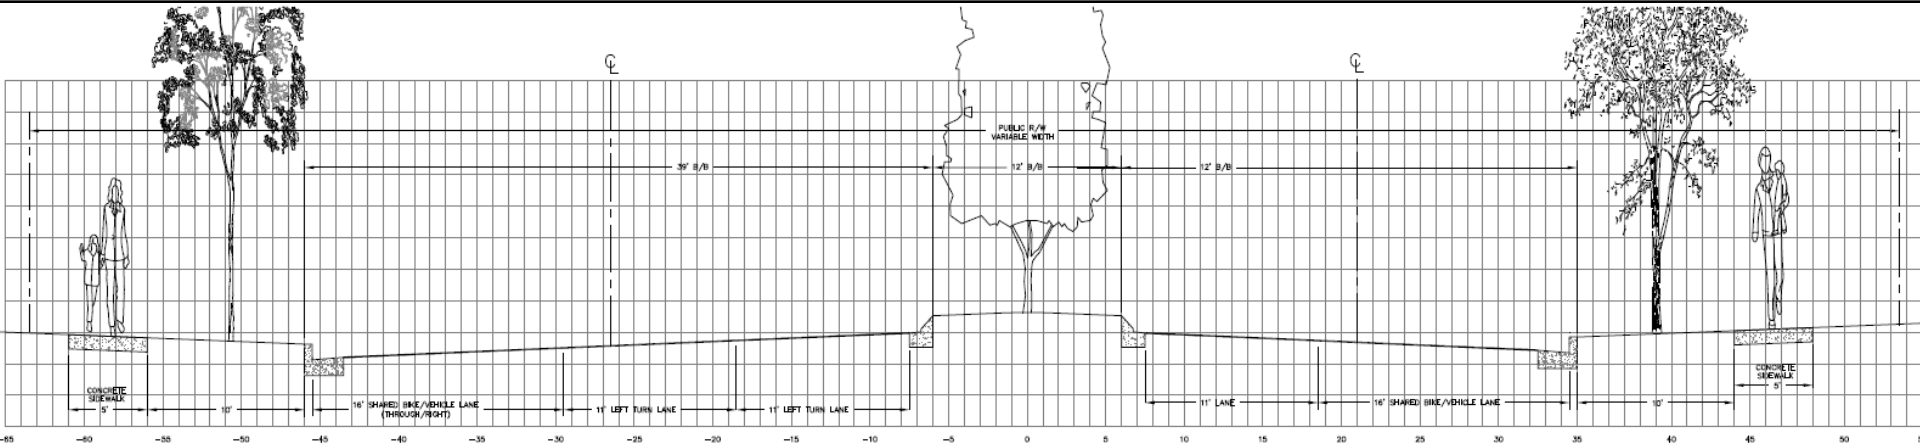 ℄
℄
PUBLIC R/W
VARIABLE WIDTH
39' B/B
12' B/B
12' B/B
CONCRETE
SIDEWALK
5'
10'
16' SHARED BIKE/VEHICLE LANE
(THROUGH/RIGHT)
11' LEFT TURN LANE
11' LEFT TURN LANE
11' LANE
16' SHARED BIKE/VEHICLE LANE
10'
CONCRETE
SIDEWALK
5'
-65 -60 -55 -50 -45 -40 -35 -30 -25 -20 -15 -10 -5 0 5 10 15 20 25 30 35 40 45 50